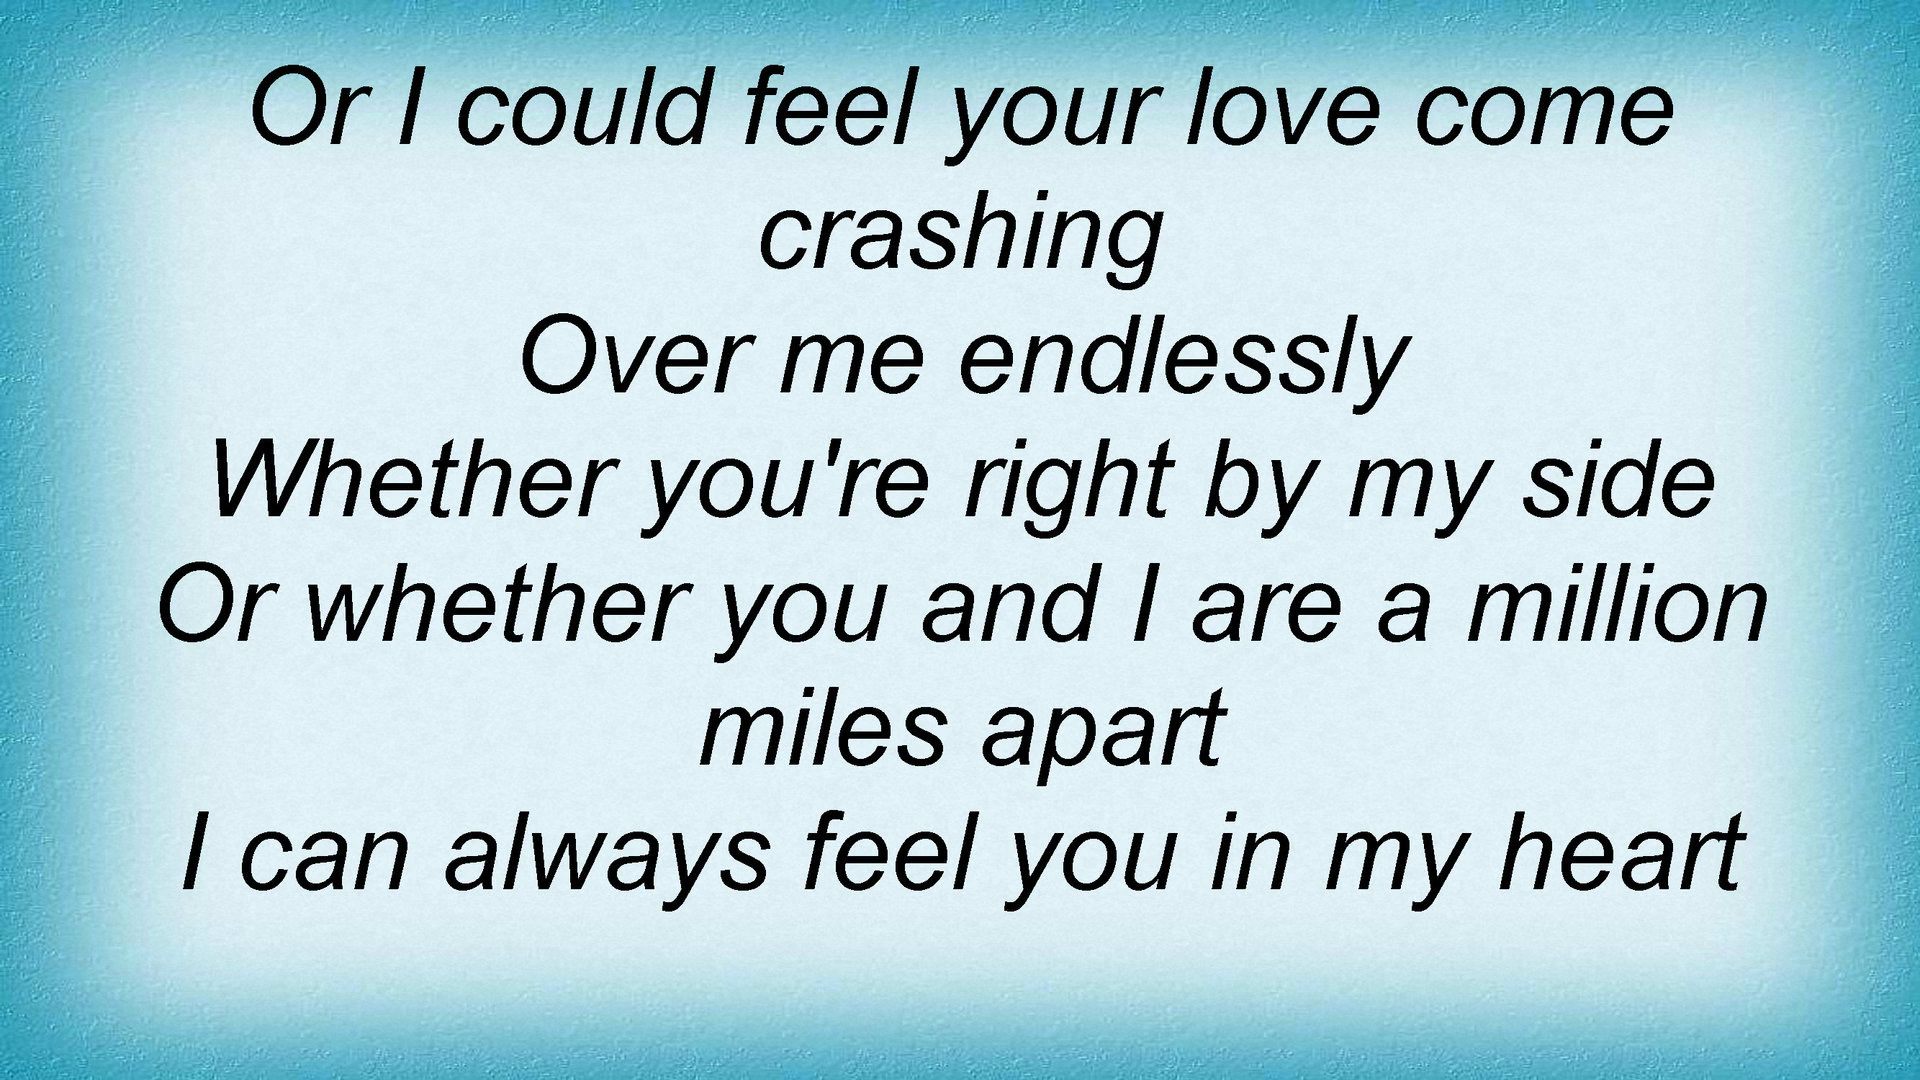 Or I could feel your love come
crashing
Over me endlessly
Whether you're right by my side
Or whether you and I are a million
miles apart
I can always feel you in my heart